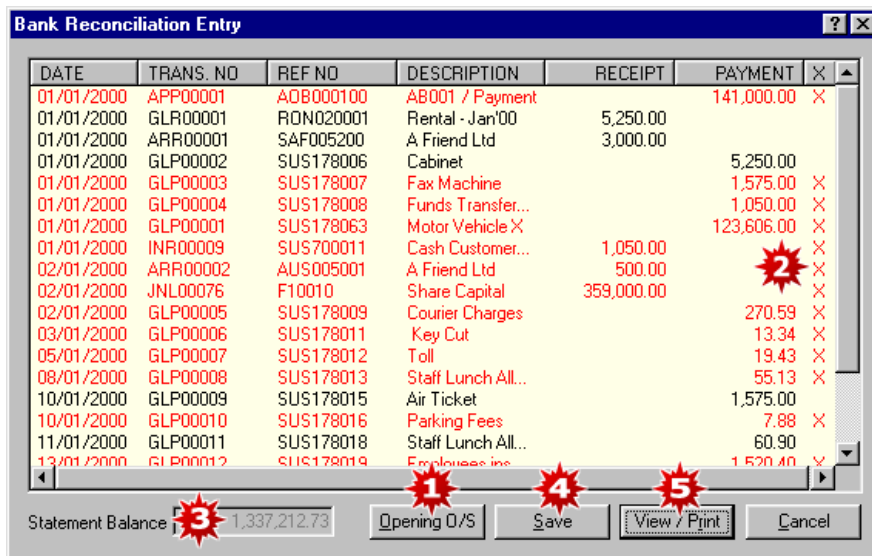 Bank Reconciliation Entry ? X
DATE TRANS. NO REF NO DESCRIPTION RECEIPT PAYMENT X
01/01/2000 APP00001 AOB000100 AB001 / Payment 141,000.00 X
01/01/2000 GLR00001 RON020001 Rental - Jan'00 5,250.00
01/01/2000 ARR00001 SAF005200 A Friend Ltd 3,000.00
01/01/2000 GLP00002 SUS178006 Cabinet 5,250.00
01/01/2000 GLP00003 SUS178007 Fax Machine 1,575.00 X
01/01/2000 GLP00004 SUS178008 Funds Transfer... 1,050.00 X
01/01/2000 GLP00001 SUS178063 Motor Vehicle X 123,606.00 X
01/01/2000 INR00009 SUS700011 Cash Customer... 1,050.00 X
02/01/2000 ARR00002 AUS005001 A Friend Ltd 500.00 2 X
02/01/2000 JNL00076 F10010 Share Capital 359,000.00 X
02/01/2000 GLP00005 SUS178009 Courier Charges 270.59 X
03/01/2000 GLP00006 SUS178011 Key Cut 13.34 X
05/01/2000 GLP00007 SUS178012 Toll 19.43 X
08/01/2000 GLP00008 SUS178013 Staff Lunch All... 55.13 X
10/01/2000 GLP00009 SUS178015 Air Ticket 1,575.00
10/01/2000 GLP00010 SUS178016 Parking Fees 7.88 X
11/01/2000 GLP00011 SUS178018 Staff Lunch All... 60.90
13/01/2000 GLP00012 SUS178019 Employees ins 1,520.40 X
1 4 5
Statement Balance 3 1,337,212.73 Opening O/S Save View / Print Cancel